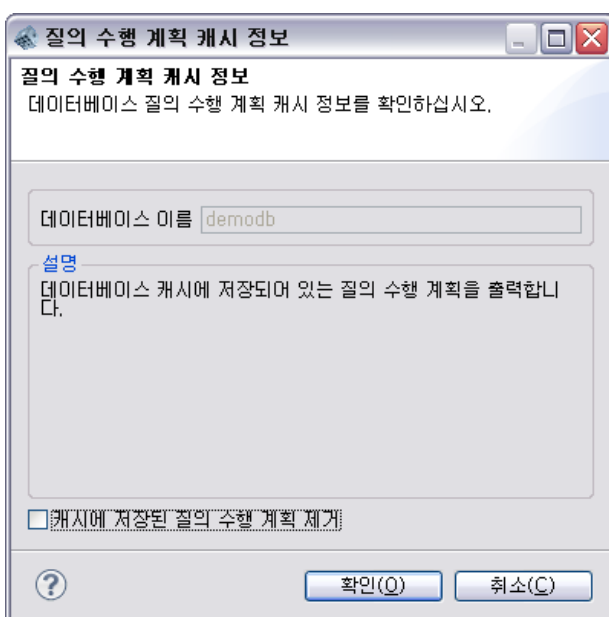 질의 수행 계획 캐시 정보
질의 수행 계획 캐시 정보
데이터베이스 질의 수행 계획 캐시 정보를 확인하십시오.
데이터베이스 이름 demodb
설명
데이터베이스 캐시에 저장되어 있는 질의 수행 계획을 출력합니
다.
캐시에 저장된 질의 수행 계획 제거
확인(O) 취소(C)